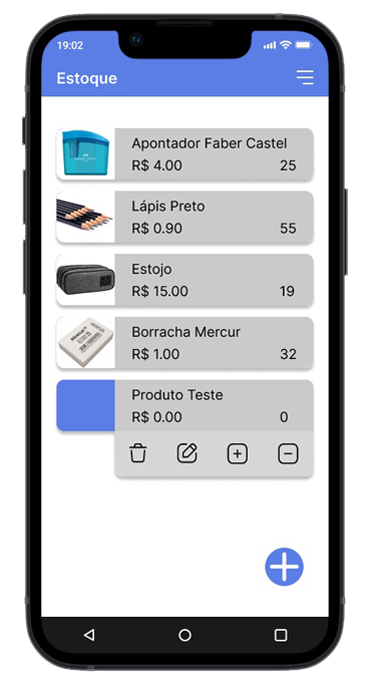 19:02
Estoque
Apontador Faber Castel
R$ 4.00 25
Lápis Preto
R$ 0.90 55
Estojo
R$ 15.00 19
Borracha Mercur
R$ 1.00 32
Produto Teste
R$ 0.00 0